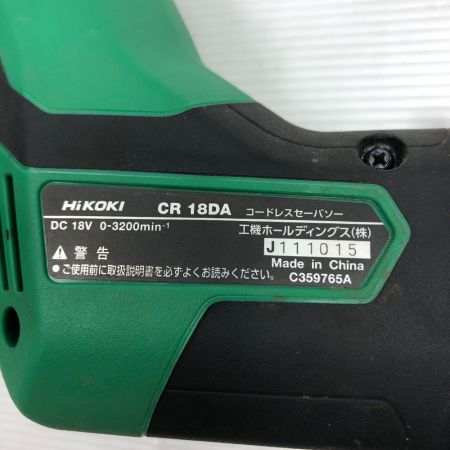 HiKOKI CR 18DA コードレスセーバソー
DC 18V 0-3200min⁻¹ 工機ホールディングス(株)
⚠ 警告 J111015
Made in China
●ご使用前に取扱説明書を必ずよくお読みください。 C359765A